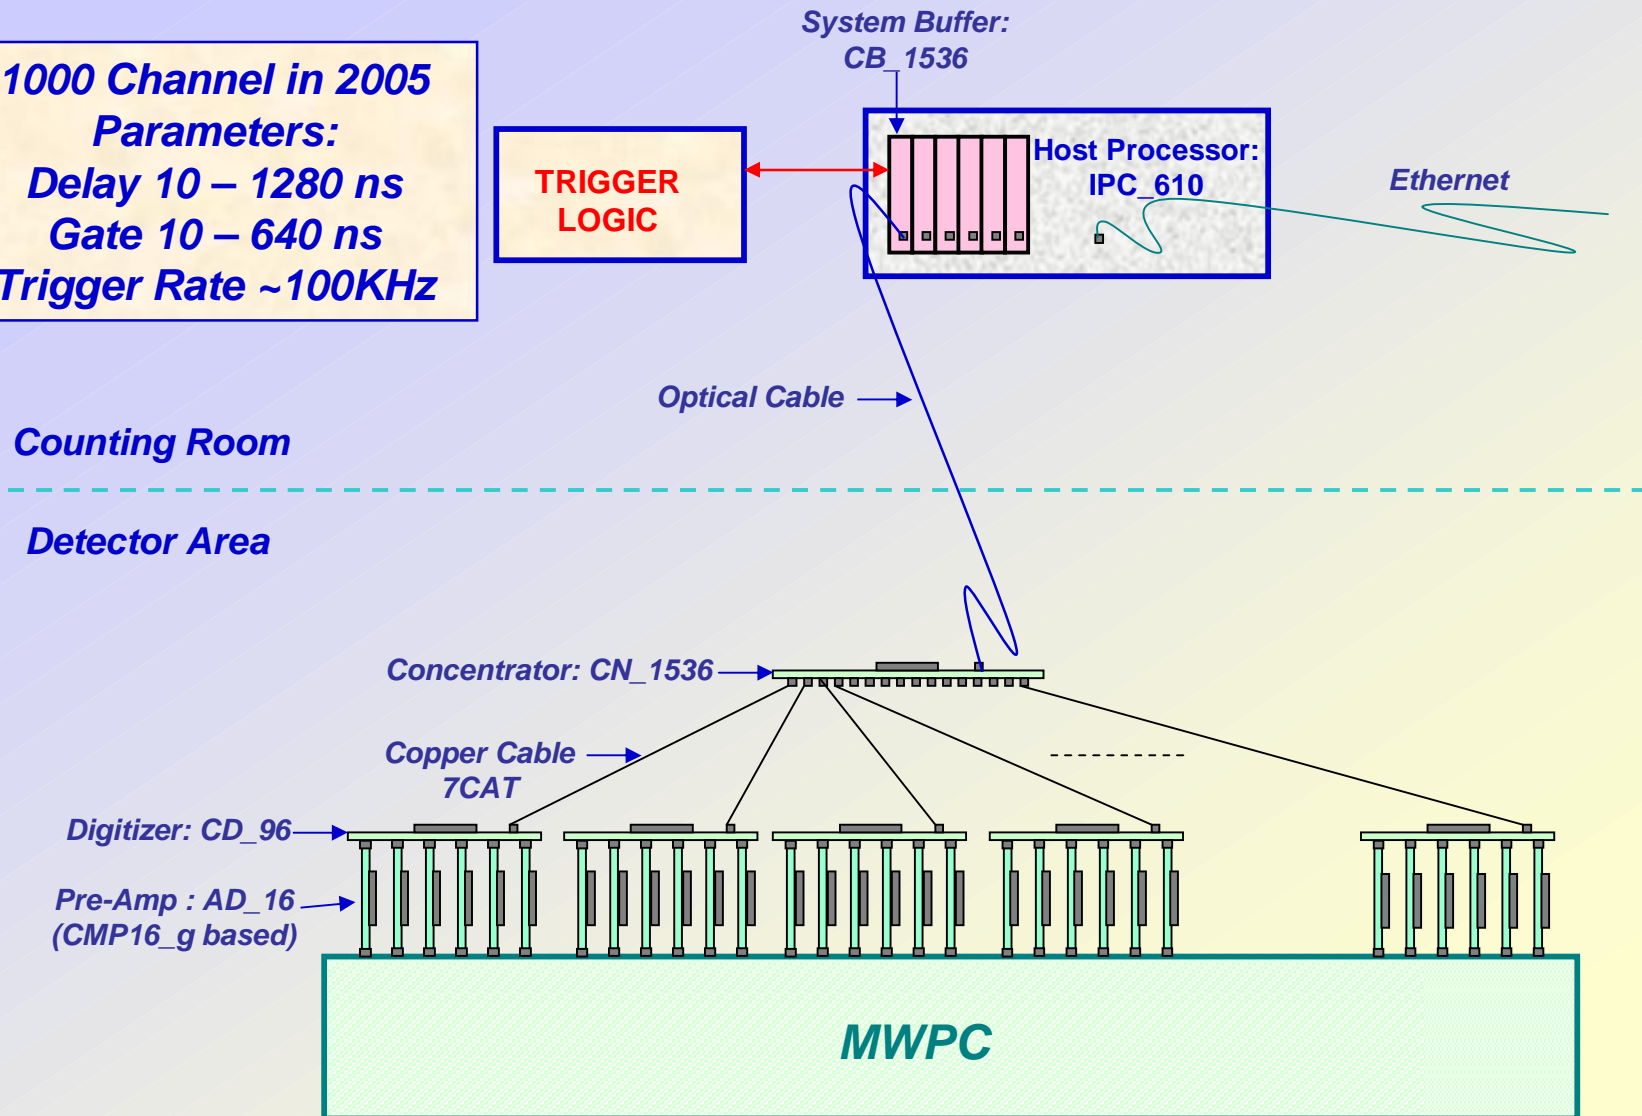 1000 Channel in 2005
Parameters:
Delay 10 – 1280 ns
Gate 10 – 640 ns
Trigger Rate ~100KHz
System Buffer:
CB_1536
TRIGGER
LOGIC
Host Processor:
IPC_610
Ethernet
Optical Cable
Counting Room
Detector Area
Concentrator: CN_1536
Copper Cable
7CAT
Digitizer: CD_96
Pre-Amp : AD_16
(CMP16_g based)
MWPC